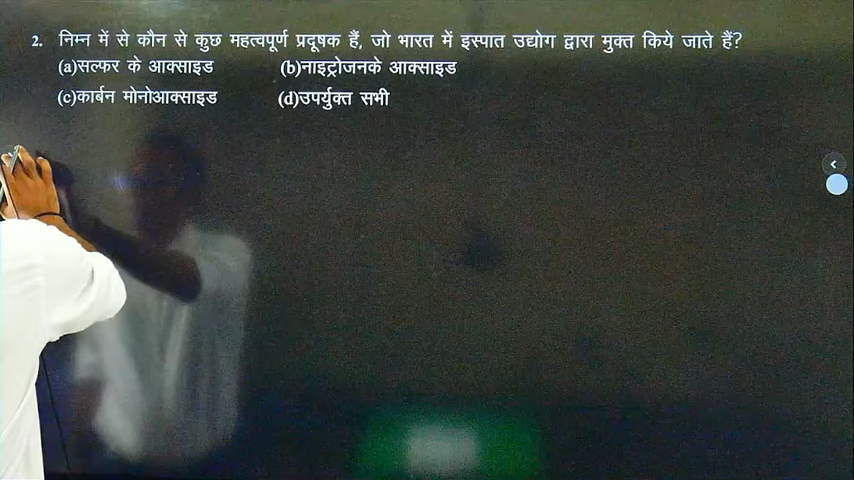 2. निम्न में से कौन से कुछ महत्वपूर्ण प्रदूषक हैं, जो भारत में इस्पात उद्योग द्वारा मुक्त किये जाते हैं?
(a)सल्फर के आक्साइड (b)नाइट्रोजनके आक्साइड
(c)कार्बन मोनोआक्साइड (d)उपर्युक्त सभी